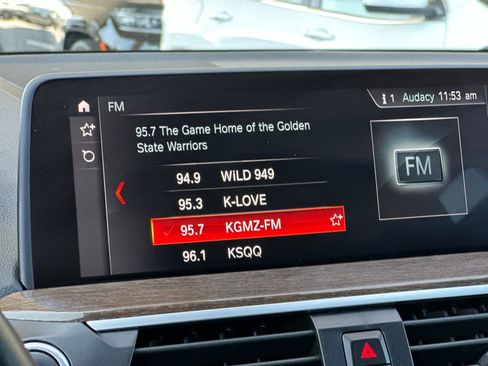 FM
1 Audacy 11:53 am
95.7 The Game Home of the Golden
State Warriors
94.9 WiLD 949
95.3 K-LOVE
95.7 KGMZ-FM
96.1 KSQQ
FM